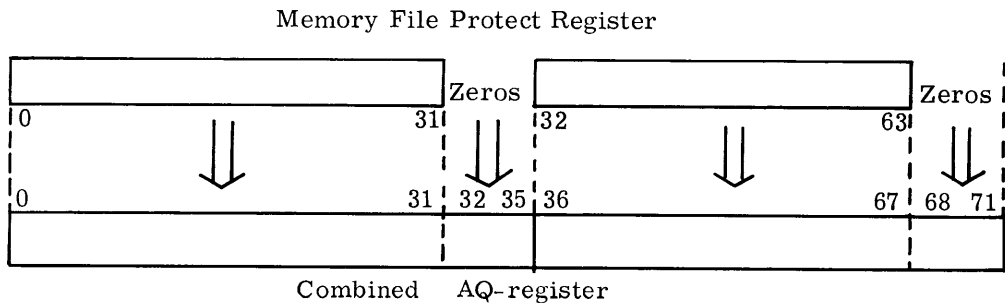 Memory File Protect Register
Zeros Zeros
0 31 32 63
0 31 32 35 36 67 68 71
Combined AQ-register